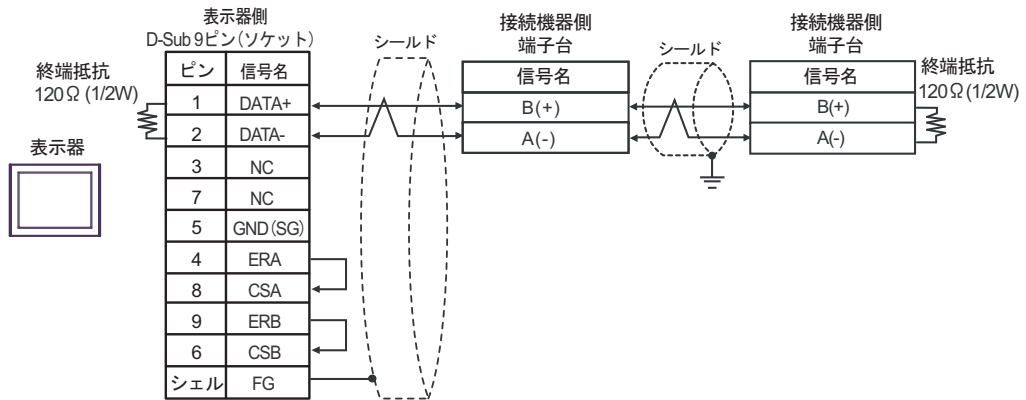 表示器側
D-Sub 9ピン(ソケット)
ピン 信号名
1 DATA+
2 DATA-
3 NC
7 NC
5 GND(SG)
4 ERA
8 CSA
9 ERB
6 CSB
シェル FG
終端抵抗
120Ω(1/2W)
表示器
シールド
接続機器側
端子台
信号名
B(+)
A(-)
シールド
接続機器側
端子台
信号名
B(+)
A(-)
終端抵抗
120Ω(1/2W)